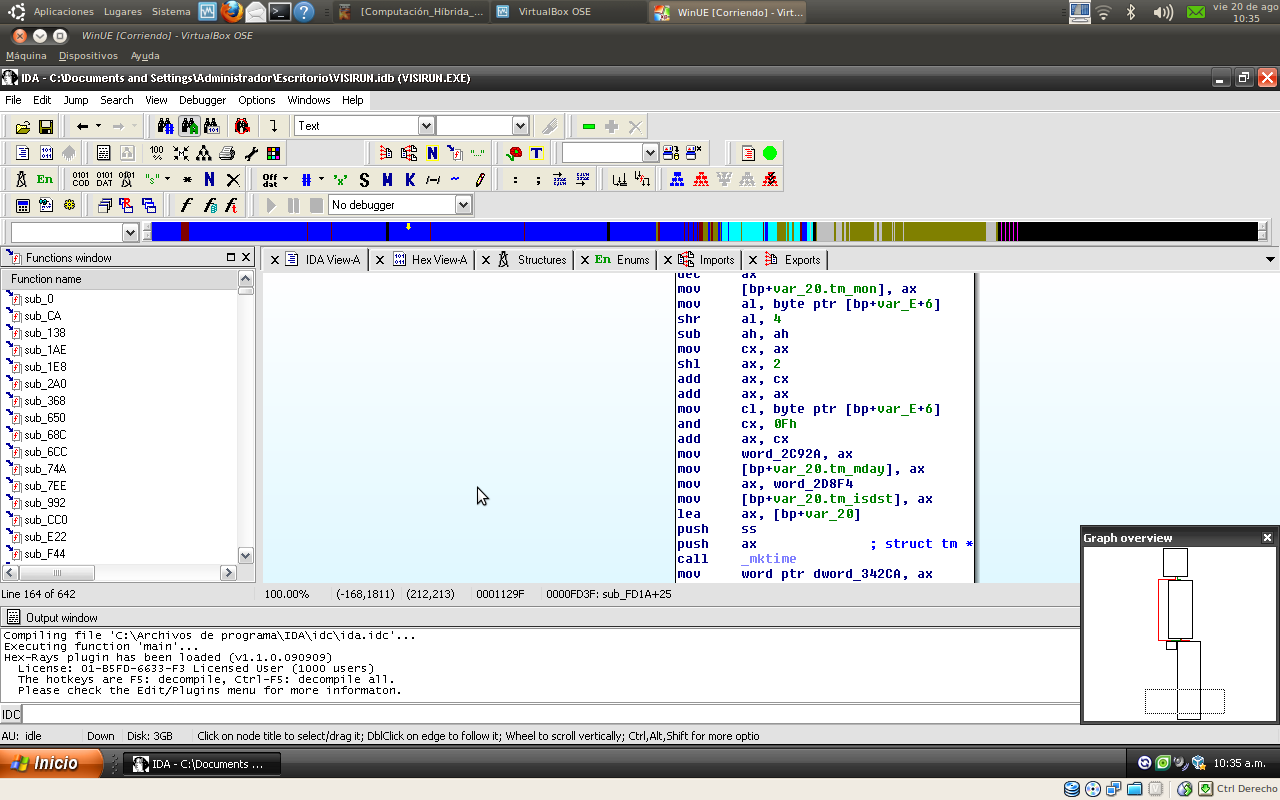 Aplicaciones Lugares Sistema
[Computación_Híbrida_...
VirtualBox OSE
WinUE [Corriendo] - Virt...
vie 20 de ago
10:35
WinUE [Corriendo] - VirtualBox OSE
Máquina Dispositivos Ayuda
IDA - C:\Documents and Settings\Administrador\Escritorio\VISIRUN.idb (VISIRUN.EXE)
File Edit Jump Search View Debugger Options Windows Help
Text
No debugger
Functions window
IDA View-A
Hex View-A
Structures
En Enums
Imports
Exports
Function name
sub_0
sub_CA
sub_138
sub_1AE
sub_1E8
sub_2A0
sub_368
sub_650
sub_68C
sub_6CC
sub_74A
sub_7EE
sub_992
sub_CC0
sub_E22
sub_F44
dec ax
mov [bp+var_20.tm_mon], ax
mov al, byte ptr [bp+var_E+6]
shr al, 4
sub ah, ah
mov cx, ax
shl ax, 2
add ax, cx
add ax, ax
mov cl, byte ptr [bp+var_E+6]
and cx, 0Fh
add ax, cx
mov word_2C92A, ax
mov [bp+var_20.tm_mday], ax
mov ax, word_2D8F4
mov [bp+var_20.tm_isdst], ax
lea ax, [bp+var_20]
push ss
push ax ; struct tm *
call _mktime
mov word ptr dword_342CA, ax
Graph overview
Line 164 of 642
100.00% (-168,1811) (212,213) 0001129F 0000FD3F: sub_FD1A+25
Output window
Compiling file 'C:\Archivos de programa\IDA\idc\ida.idc'...
Executing function 'main'...
Hex-Rays plugin has been loaded (v1.1.0.090909)
License: 01-B5FD-6633-F3 Licensed User (1000 users)
The hotkeys are F5: decompile, Ctrl-F5: decompile all.
Please check the Edit/Plugins menu for more informaton.
IDC
AU: idle Down Disk: 3GB Click on node title to select/drag it; DblClick on edge to follow it; Wheel to scroll vertically; Ctrl,Alt,Shift for more optio
Inicio
IDA - C:\Documents ...
10:35 a.m.
Ctrl Derecho